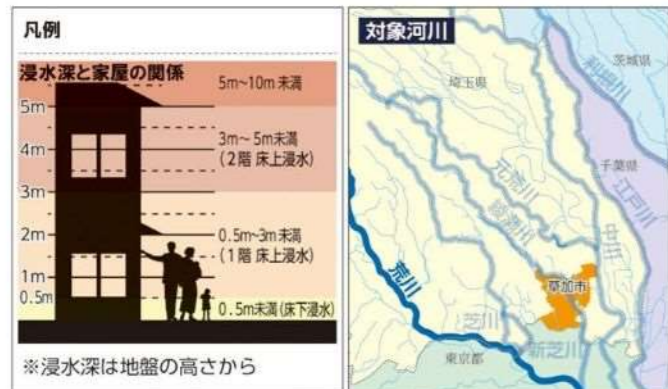 凡例
浸水深と家屋の関係
5m～10m未満
5m
3m～5m未満
(2階 床上浸水)
4m
3m
0.5m~3m未満
(1階 床上浸水)
2m
1m
0.5m
0.5m未満(床下浸水)
※浸水深は地盤の高さから
対象河川
茨城県
利根川
埼玉県
千葉県
元荒川
綾瀬川
江戸川
中川
荒川
草加市
芝川
新芝川
東京都